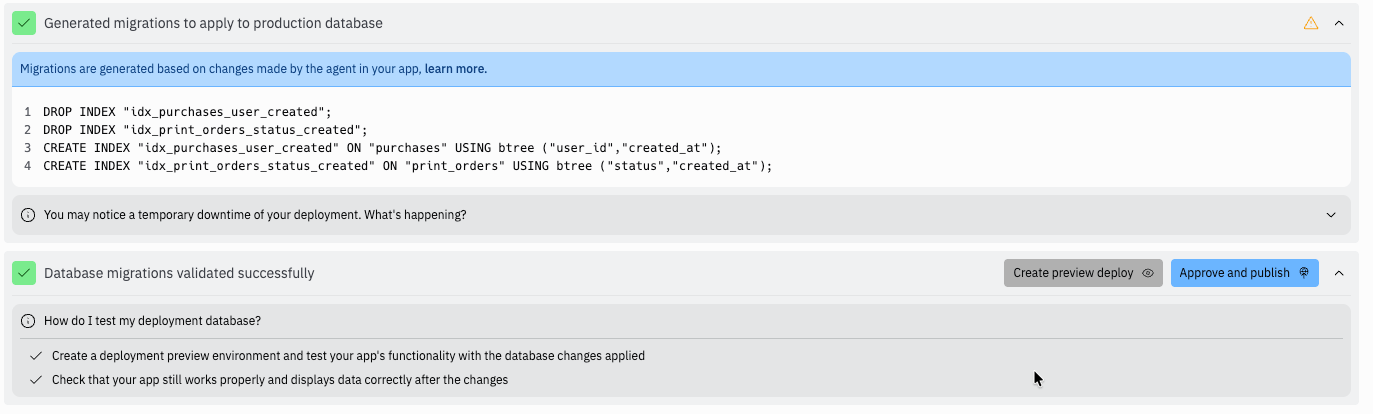 Generated migrations to apply to production database
Migrations are generated based on changes made by the agent in your app, learn more.
1 DROP INDEX "idx_purchases_user_created";
2 DROP INDEX "idx_print_orders_status_created";
3 CREATE INDEX "idx_purchases_user_created" ON "purchases" USING btree ("user_id","created_at");
4 CREATE INDEX "idx_print_orders_status_created" ON "print_orders" USING btree ("status","created_at");
You may notice a temporary downtime of your deployment. What's happening?
Database migrations validated successfully
Create preview deploy
Approve and publish
How do I test my deployment database?
Create a deployment preview environment and test your app's functionality with the database changes applied
Check that your app still works properly and displays data correctly after the changes